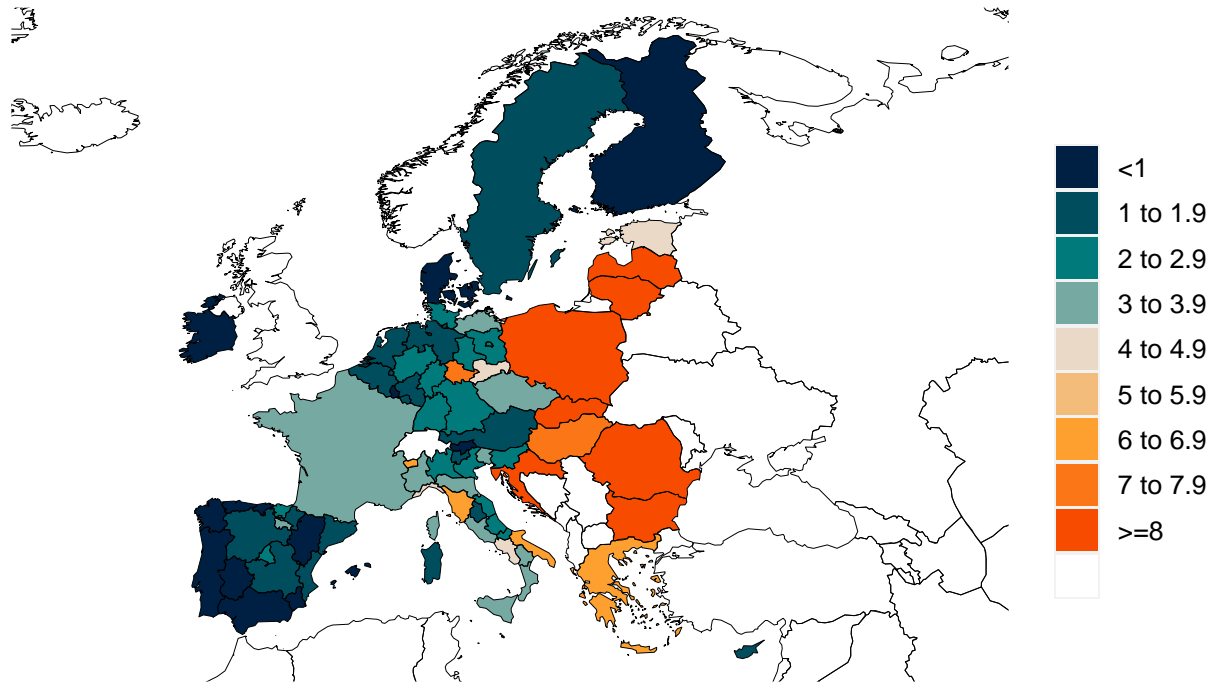 <1
1 to 1.9
2 to 2.9
3 to 3.9
4 to 4.9
5 to 5.9
6 to 6.9
7 to 7.9
>=8